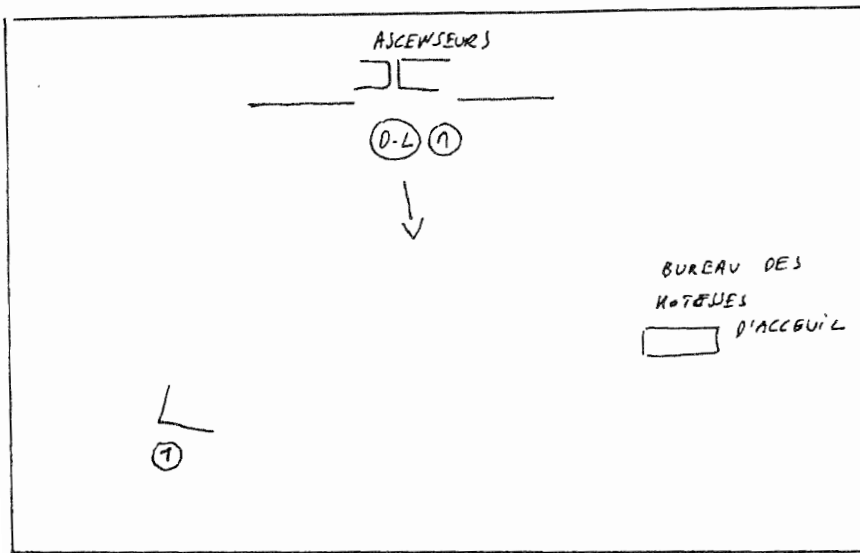 ASCENSEURS
D-L 1
BUREAU DES
HOTESSES
D'ACCEUIL
1